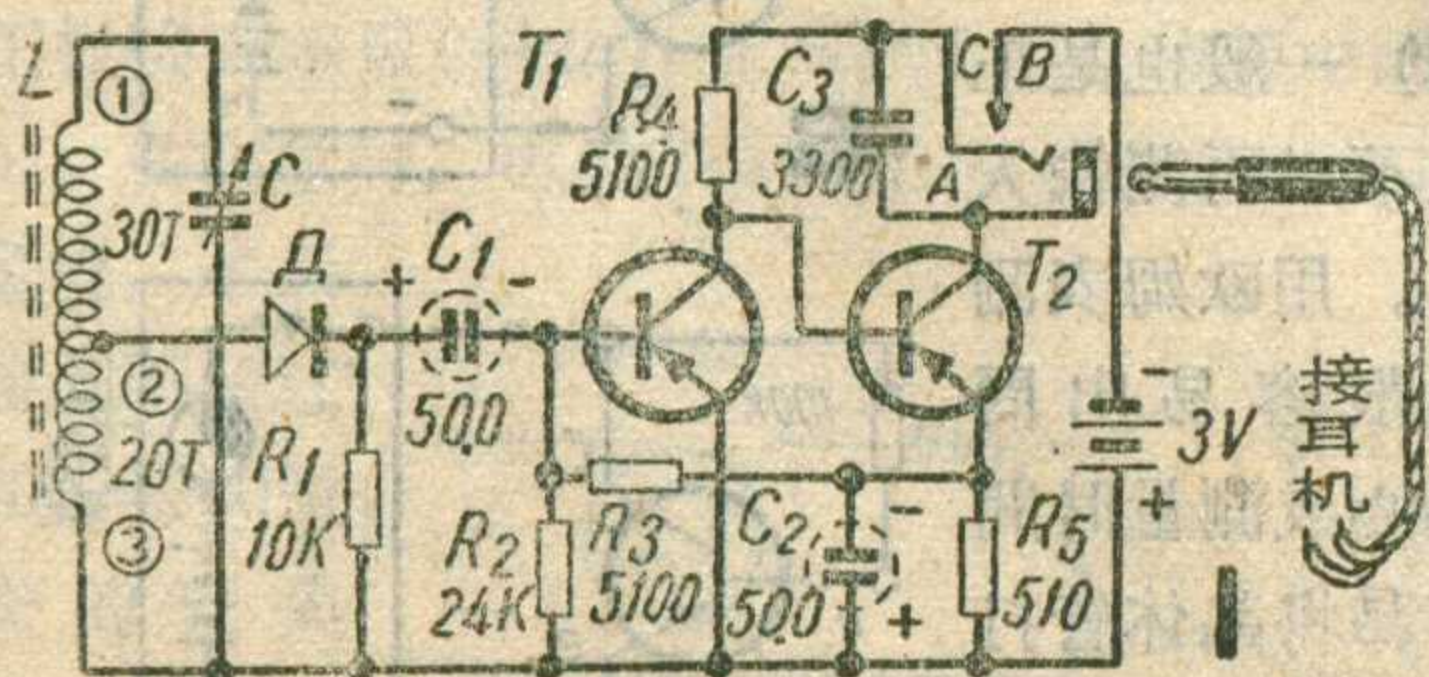 L
①
30T
C
②
20T
③
Д
R1
10K
+ C1 -
50.0
R2
24K
T1
R4
5100
R3
5100
C3
3300
A
C
B
T2
C2
50.0
-
+
R5
510
-
3V
+
接耳机
1